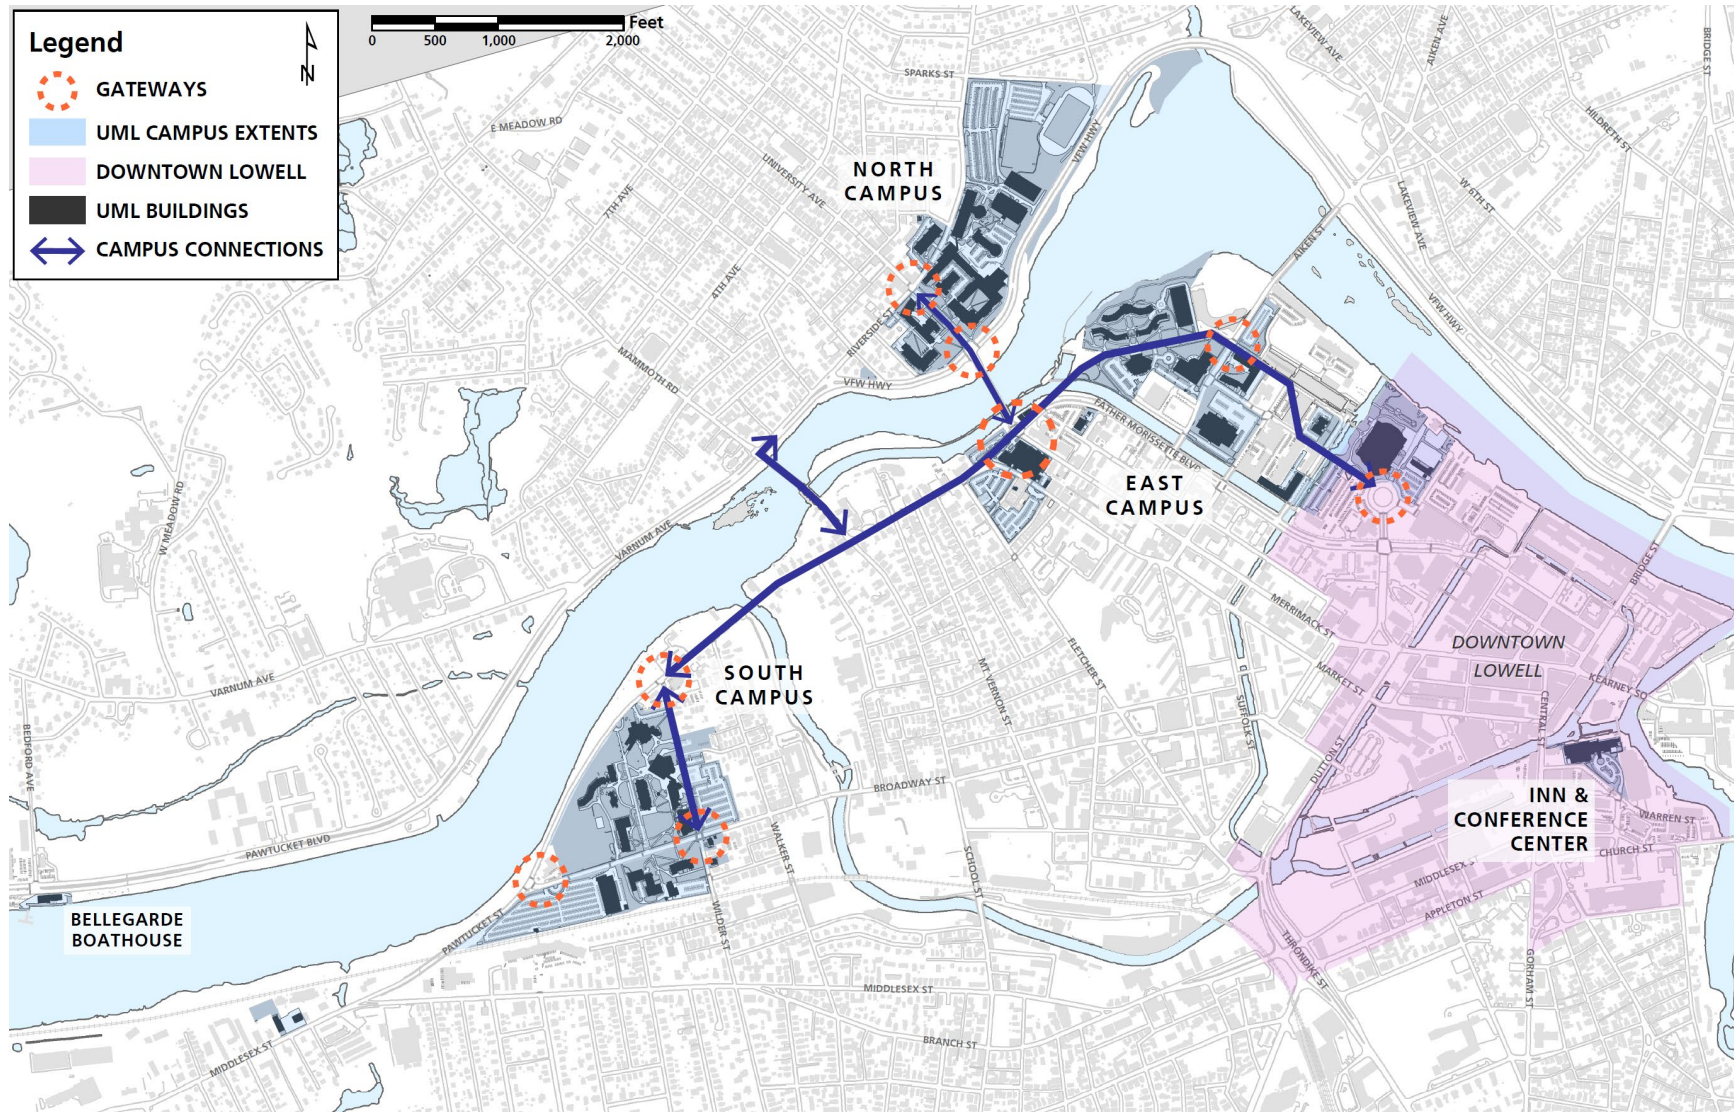 Legend
N
GATEWAYS
UML CAMPUS EXTENTS
DOWNTOWN LOWELL
UML BUILDINGS
CAMPUS CONNECTIONS
Feet
0 500 1,000 2,000
LAKEVIEW AVE
AIKEN AVE
BRIDGE ST
SPARKS ST
E MEADOW RD
HILDRETH ST
VFW HWY
UNIVERSITY AVE
NORTH
CAMPUS
7TH AVE
W 6TH ST
LAKEVIEW AVE
AIKEN ST
4TH AVE
VFW HWY
RIVERSIDE ST
MAMMOTH RD
VFW HWY
FATHER MORISSETTE BLVD
EAST
CAMPUS
W MEADOW RD
VARNUM AVE
BRIDGE ST
MERRIMACK ST
DOWNTOWN
LOWELL
FLETCHER ST
MT VERNON ST
SOUTH
CAMPUS
MARKET ST
KEARNEY SQ
VARNUM AVE
CENTRAL ST
SUFFOLK ST
BEDFORD AVE
DUTTON ST
BROADWAY ST
INN &
CONFERENCE
CENTER
WARREN ST
WALKER ST
PAWTUCKET BLVD
SCHOOL ST
CHURCH ST
MIDDLESEX ST
APPLETON ST
BELLEGARDE
BOATHOUSE
PAWTUCKET ST
WILDER ST
THRONDIKE ST
GORHAM ST
MIDDLESEX ST
BRANCH ST
MIDDLESEX ST